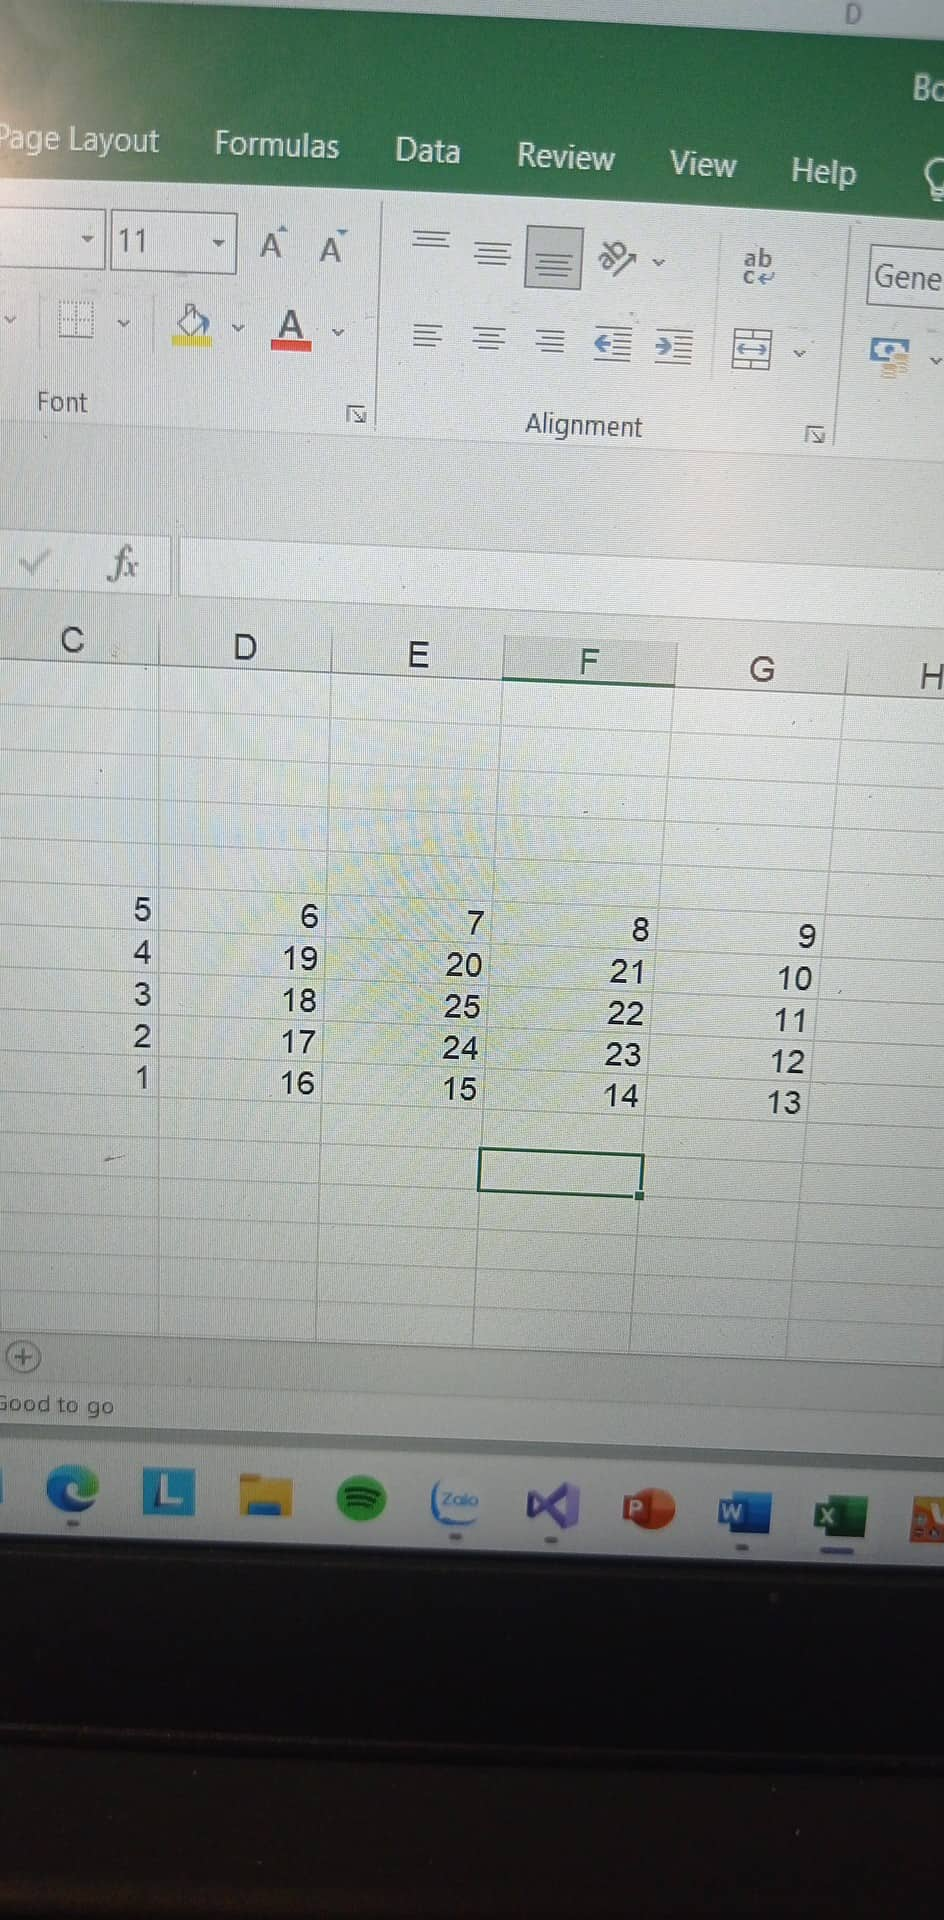 D
Page Layout Formulas Data Review View Help
11 A A ab
c
Gene
A
Font Alignment
fx
C D E F G H
5 6 7 8 9
4 19 20 21 10
3 18 25 22 11
2 17 24 23 12
1 16 15 14 13
Good to go
L Zalo P W X